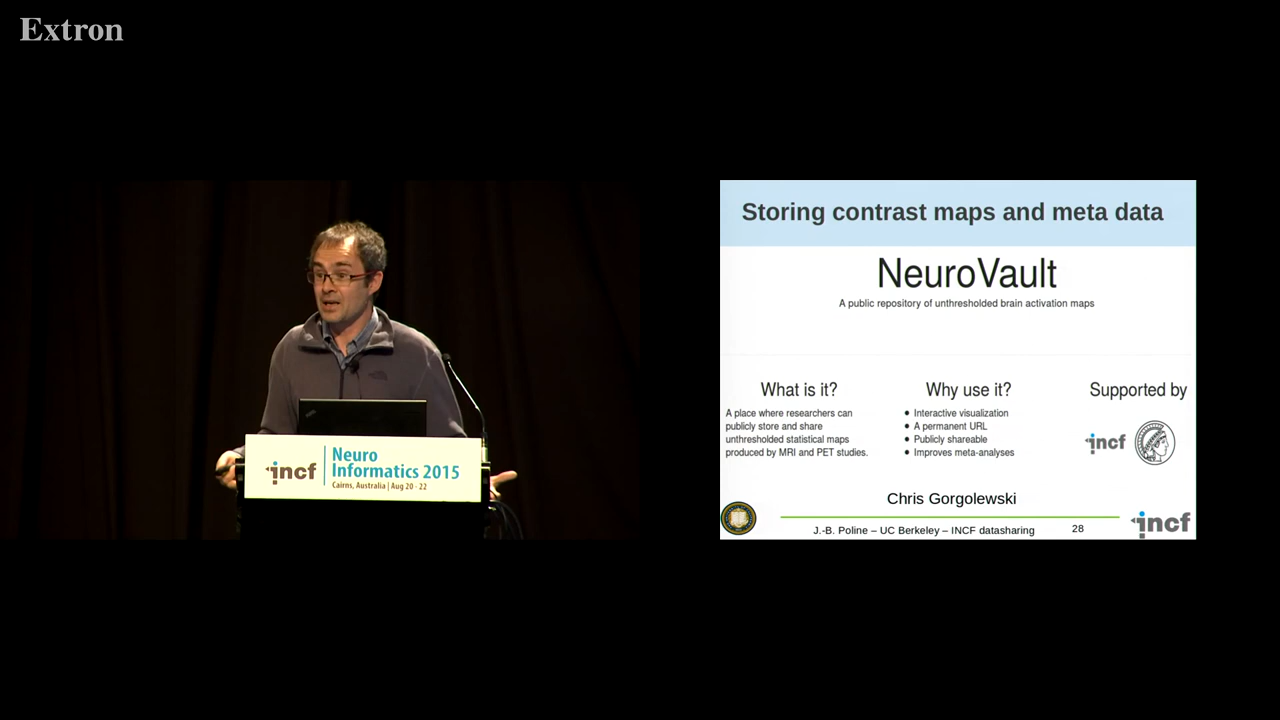 Extron
incf
Neuro
Informatics 2015
Cairns, Australia | Aug 20 - 22
Storing contrast maps and meta data
NeuroVault
A public repository of unthresholded brain activation maps
What is it?
A place where researchers can
publicly store and share
unthresholded statistical maps
produced by MRI and PET studies.
Why use it?
● Interactive visualization
● A permanent URL
● Publicly shareable
● Improves meta-analyses
Supported by
incf
Chris Gorgolewski
J.-B. Poline – UC Berkeley – INCF datasharing
28
incf